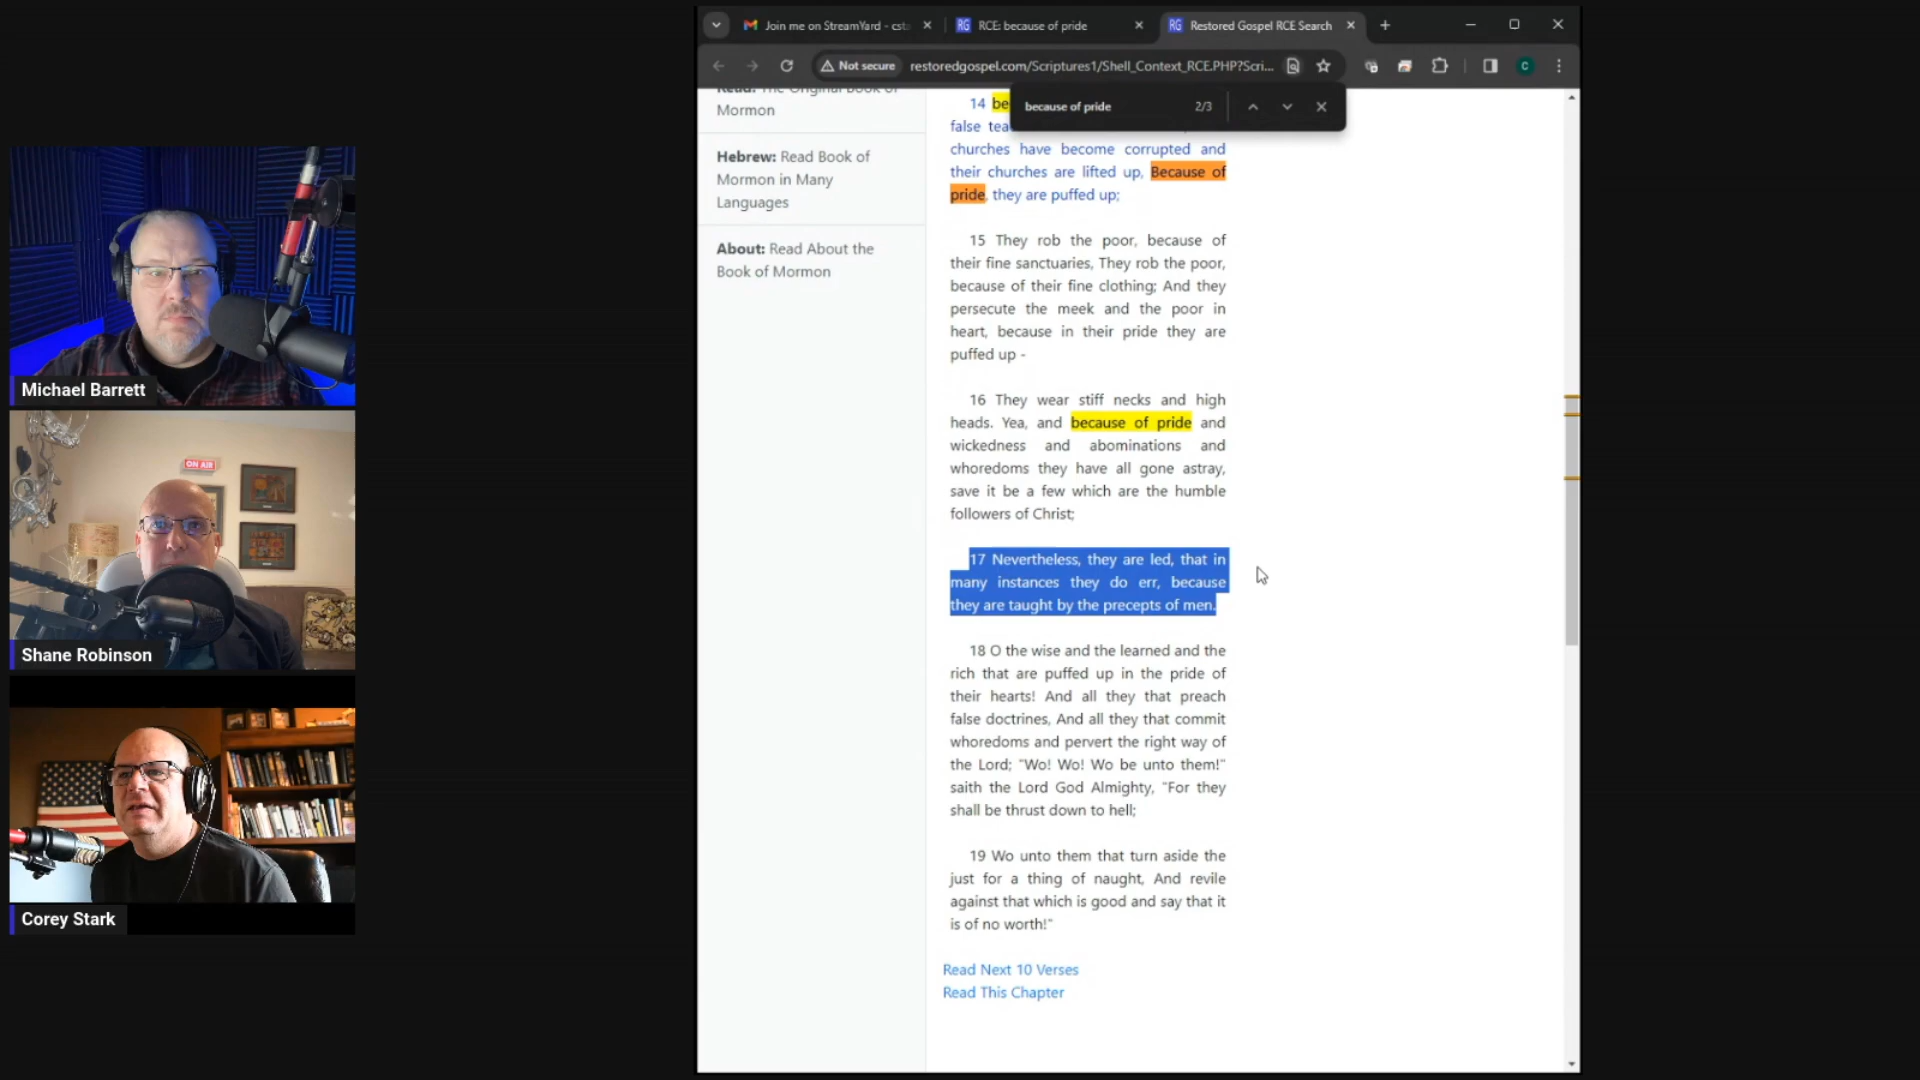 Join me on StreamYard - cst
RCE: because of pride
Restored Gospel RCE Search
Not secure
restoredgospel.com/Scriptures1/Shell_Context_RCE.PHP?Scri...
C
because of pride
2/3
Read: The Original Book of
Mormon
Hebrew: Read Book of
Mormon in Many
Languages
About: Read About the
Book of Mormon
14 be
false tea
churches have become corrupted and
their churches are lifted up, Because of
pride, they are puffed up;
15 They rob the poor, because of
their fine sanctuaries, They rob the poor,
because of their fine clothing; And they
persecute the meek and the poor in
heart, because in their pride they are
puffed up -
16 They wear stiff necks and high
heads. Yea, and because of pride and
wickedness and abominations and
whoredoms they have all gone astray,
save it be a few which are the humble
followers of Christ;
17 Nevertheless, they are led, that in
many instances they do err, because
they are taught by the precepts of men.
18 O the wise and the learned and the
rich that are puffed up in the pride of
their hearts! And all they that preach
false doctrines, And all they that commit
whoredoms and pervert the right way of
the Lord; "Wo! Wo! Wo be unto them!"
saith the Lord God Almighty, "For they
shall be thrust down to hell;
19 Wo unto them that turn aside the
just for a thing of naught, And revile
against that which is good and say that it
is of no worth!"
Read Next 10 Verses
Read This Chapter
Michael Barrett
ON AIR
Shane Robinson
Corey Stark